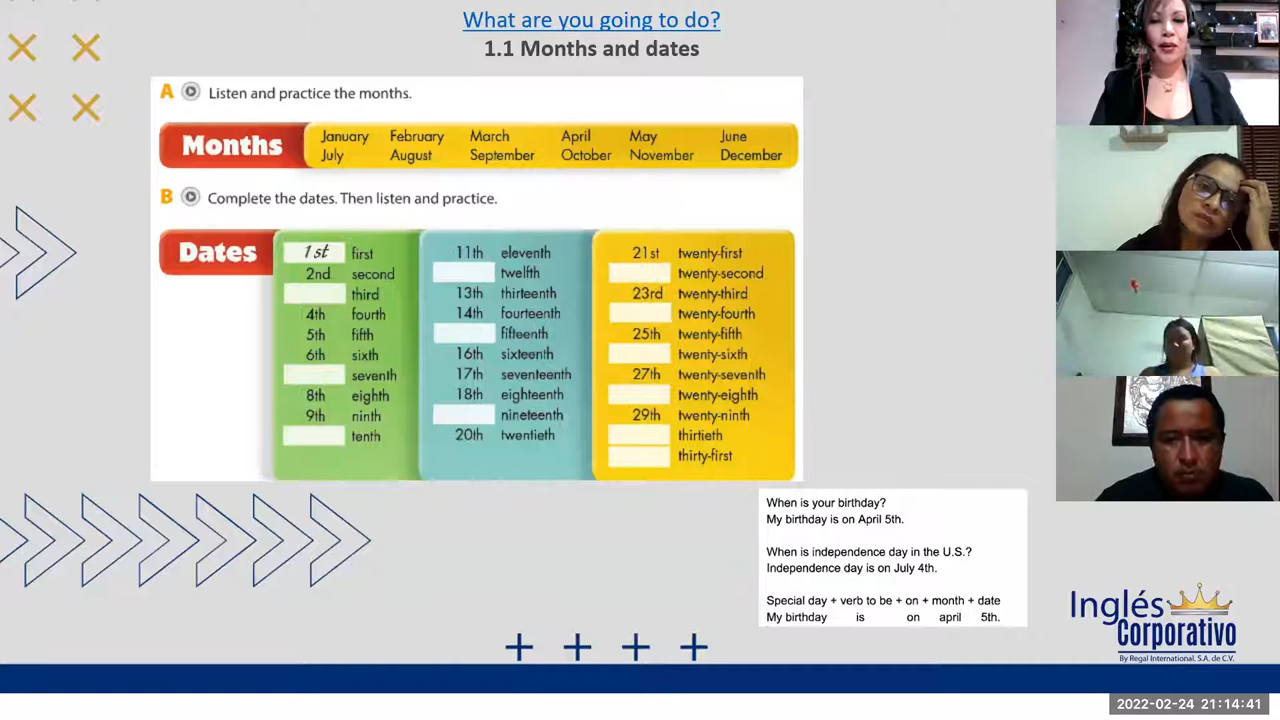 What are you going to do?
1.1 Months and dates
A Listen and practice the months.
Months
January February March April May June
July August September October November December
B Complete the dates. Then listen and practice.
Dates
1st first
2nd second
third
4th fourth
5th fifth
6th sixth
seventh
8th eighth
9th ninth
tenth
11th eleventh
twelfth
13th thirteenth
14th fourteenth
fifteenth
16th sixteenth
17th seventeenth
18th eighteenth
nineteenth
20th twentieth
21st twenty-first
twenty-second
23rd twenty-third
twenty-fourth
25th twenty-fifth
twenty-sixth
27th twenty-seventh
twenty-eighth
29th twenty-ninth
thirtieth
thirty-first
When is your birthday?
My birthday is on April 5th.
When is independence day in the U.S.?
Independence day is on July 4th.
Special day + verb to be + on + month + date
My birthday is on april 5th.
Inglés
Corporativo
By Regal International, S.A. de C.V.
2022-02-24 21:14:41